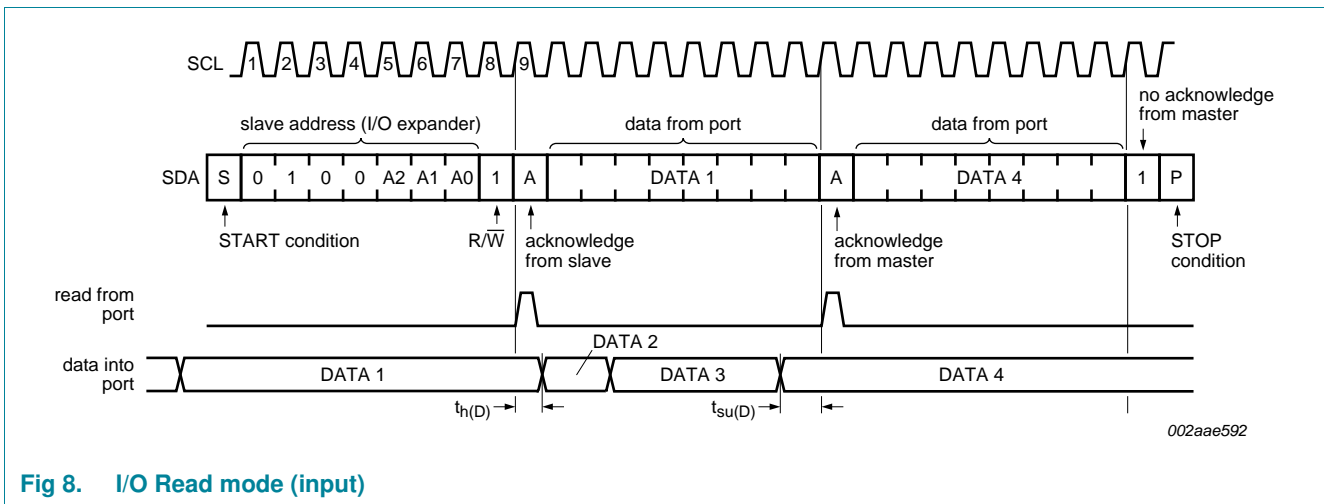 SCL 1 2 3 4 5 6 7 8 9
no acknowledge
from master
slave address (I/O expander) data from port data from port
SDA S 0 1 0 0 A2 A1 A0 1 A DATA 1 A DATA 4 1 P
START condition R/W̅ acknowledge
from slave
acknowledge
from master
STOP
condition
read from
port
DATA 2
data into
port
DATA 1 DATA 3 DATA 4
th(D) tsu(D)
002aae592
Fig 8. I/O Read mode (input)